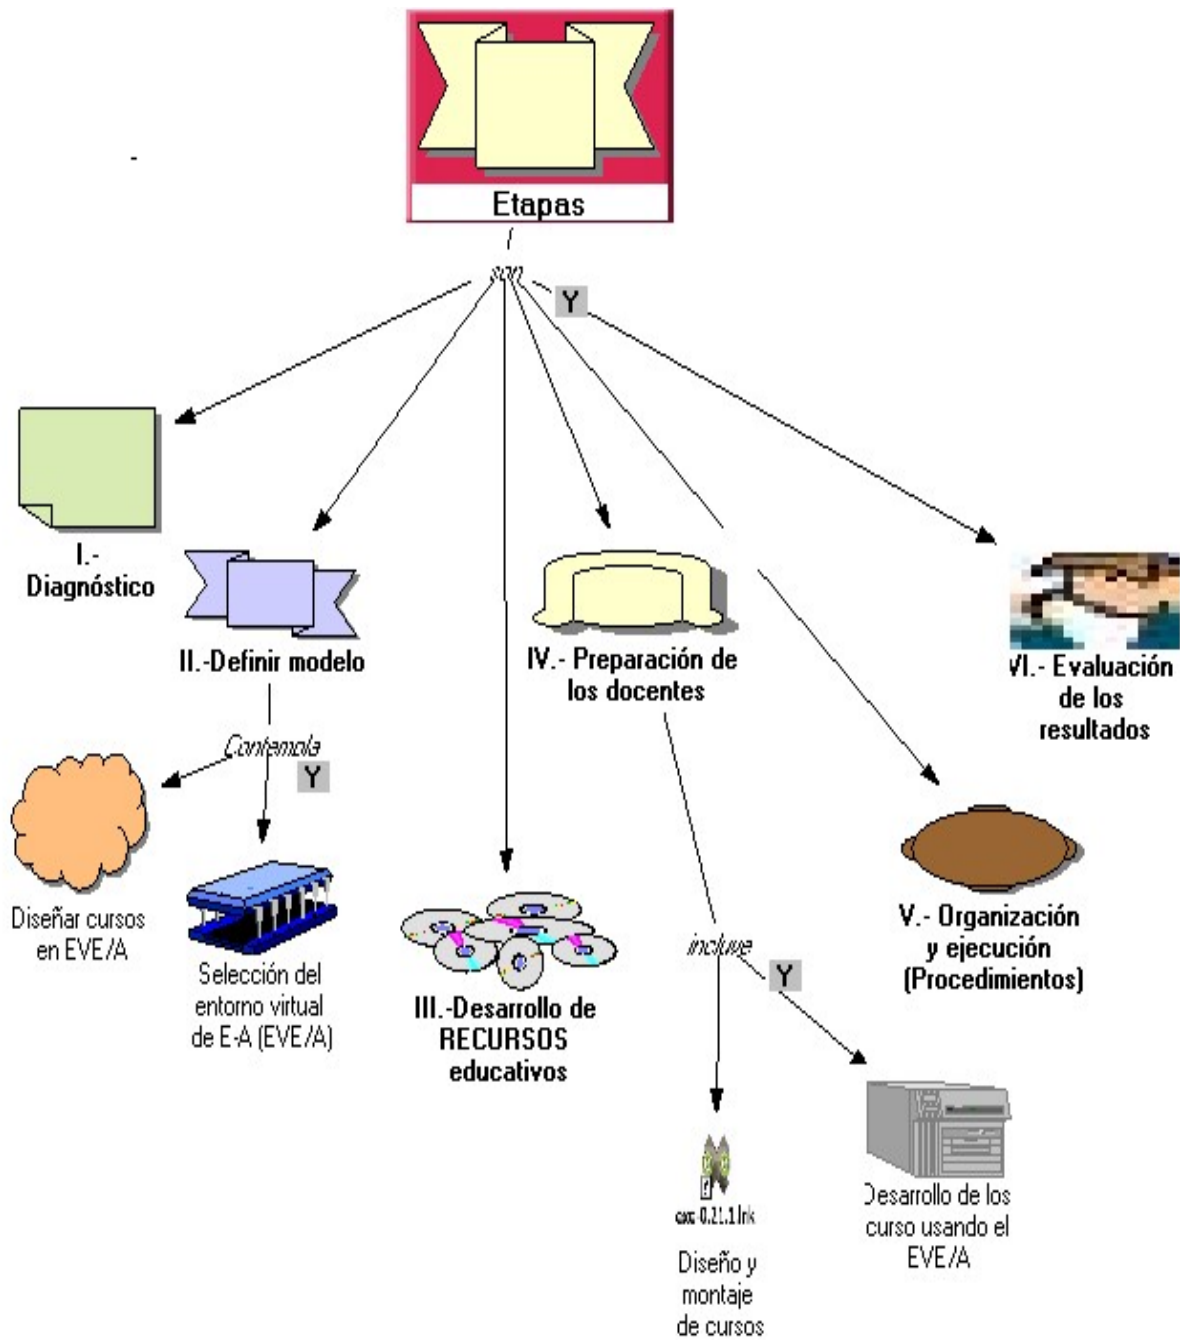 Etapas
son
Y
I.-
Diagnóstico
II.-Definir modelo
IV.- Preparación de
los docentes
VI.- Evaluación
de los
resultados
Contempla
Y
Diseñar cursos
en EVE/A
Selección del
entorno virtual
de E-A (EVE/A)
III.-Desarrollo de
RECURSOS
educativos
V.- Organización
y ejecución
(Procedimientos)
incluye
Y
Desarrollo de los
curso usando el
EVE/A
Diseño y
montaje
de cursos